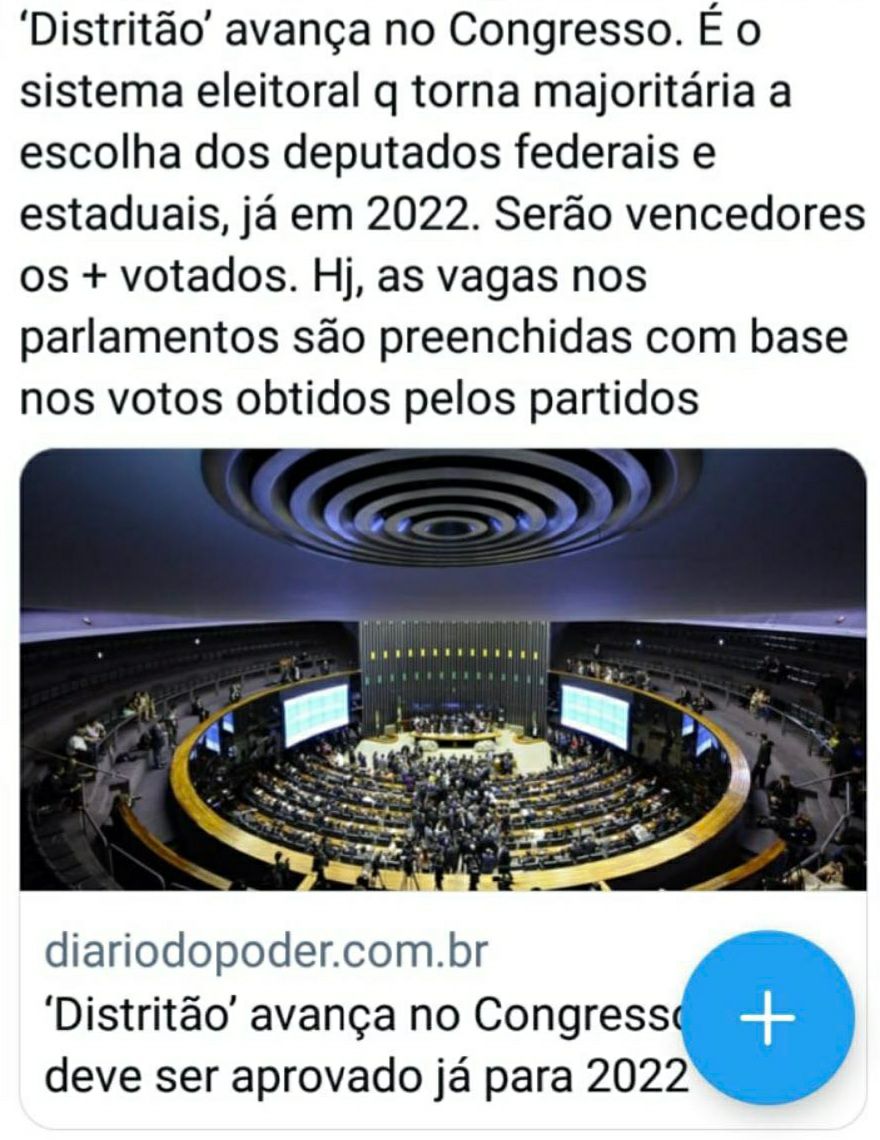 ‘Distritão’ avança no Congresso. É o
sistema eleitoral q torna majoritária a
escolha dos deputados federais e
estaduais, já em 2022. Serão vencedores
os + votados. Hj, as vagas nos
parlamentos são preenchidas com base
nos votos obtidos pelos partidos
diariodopoder.com.br
‘Distritão’ avança no Congresso
deve ser aprovado já para 2022